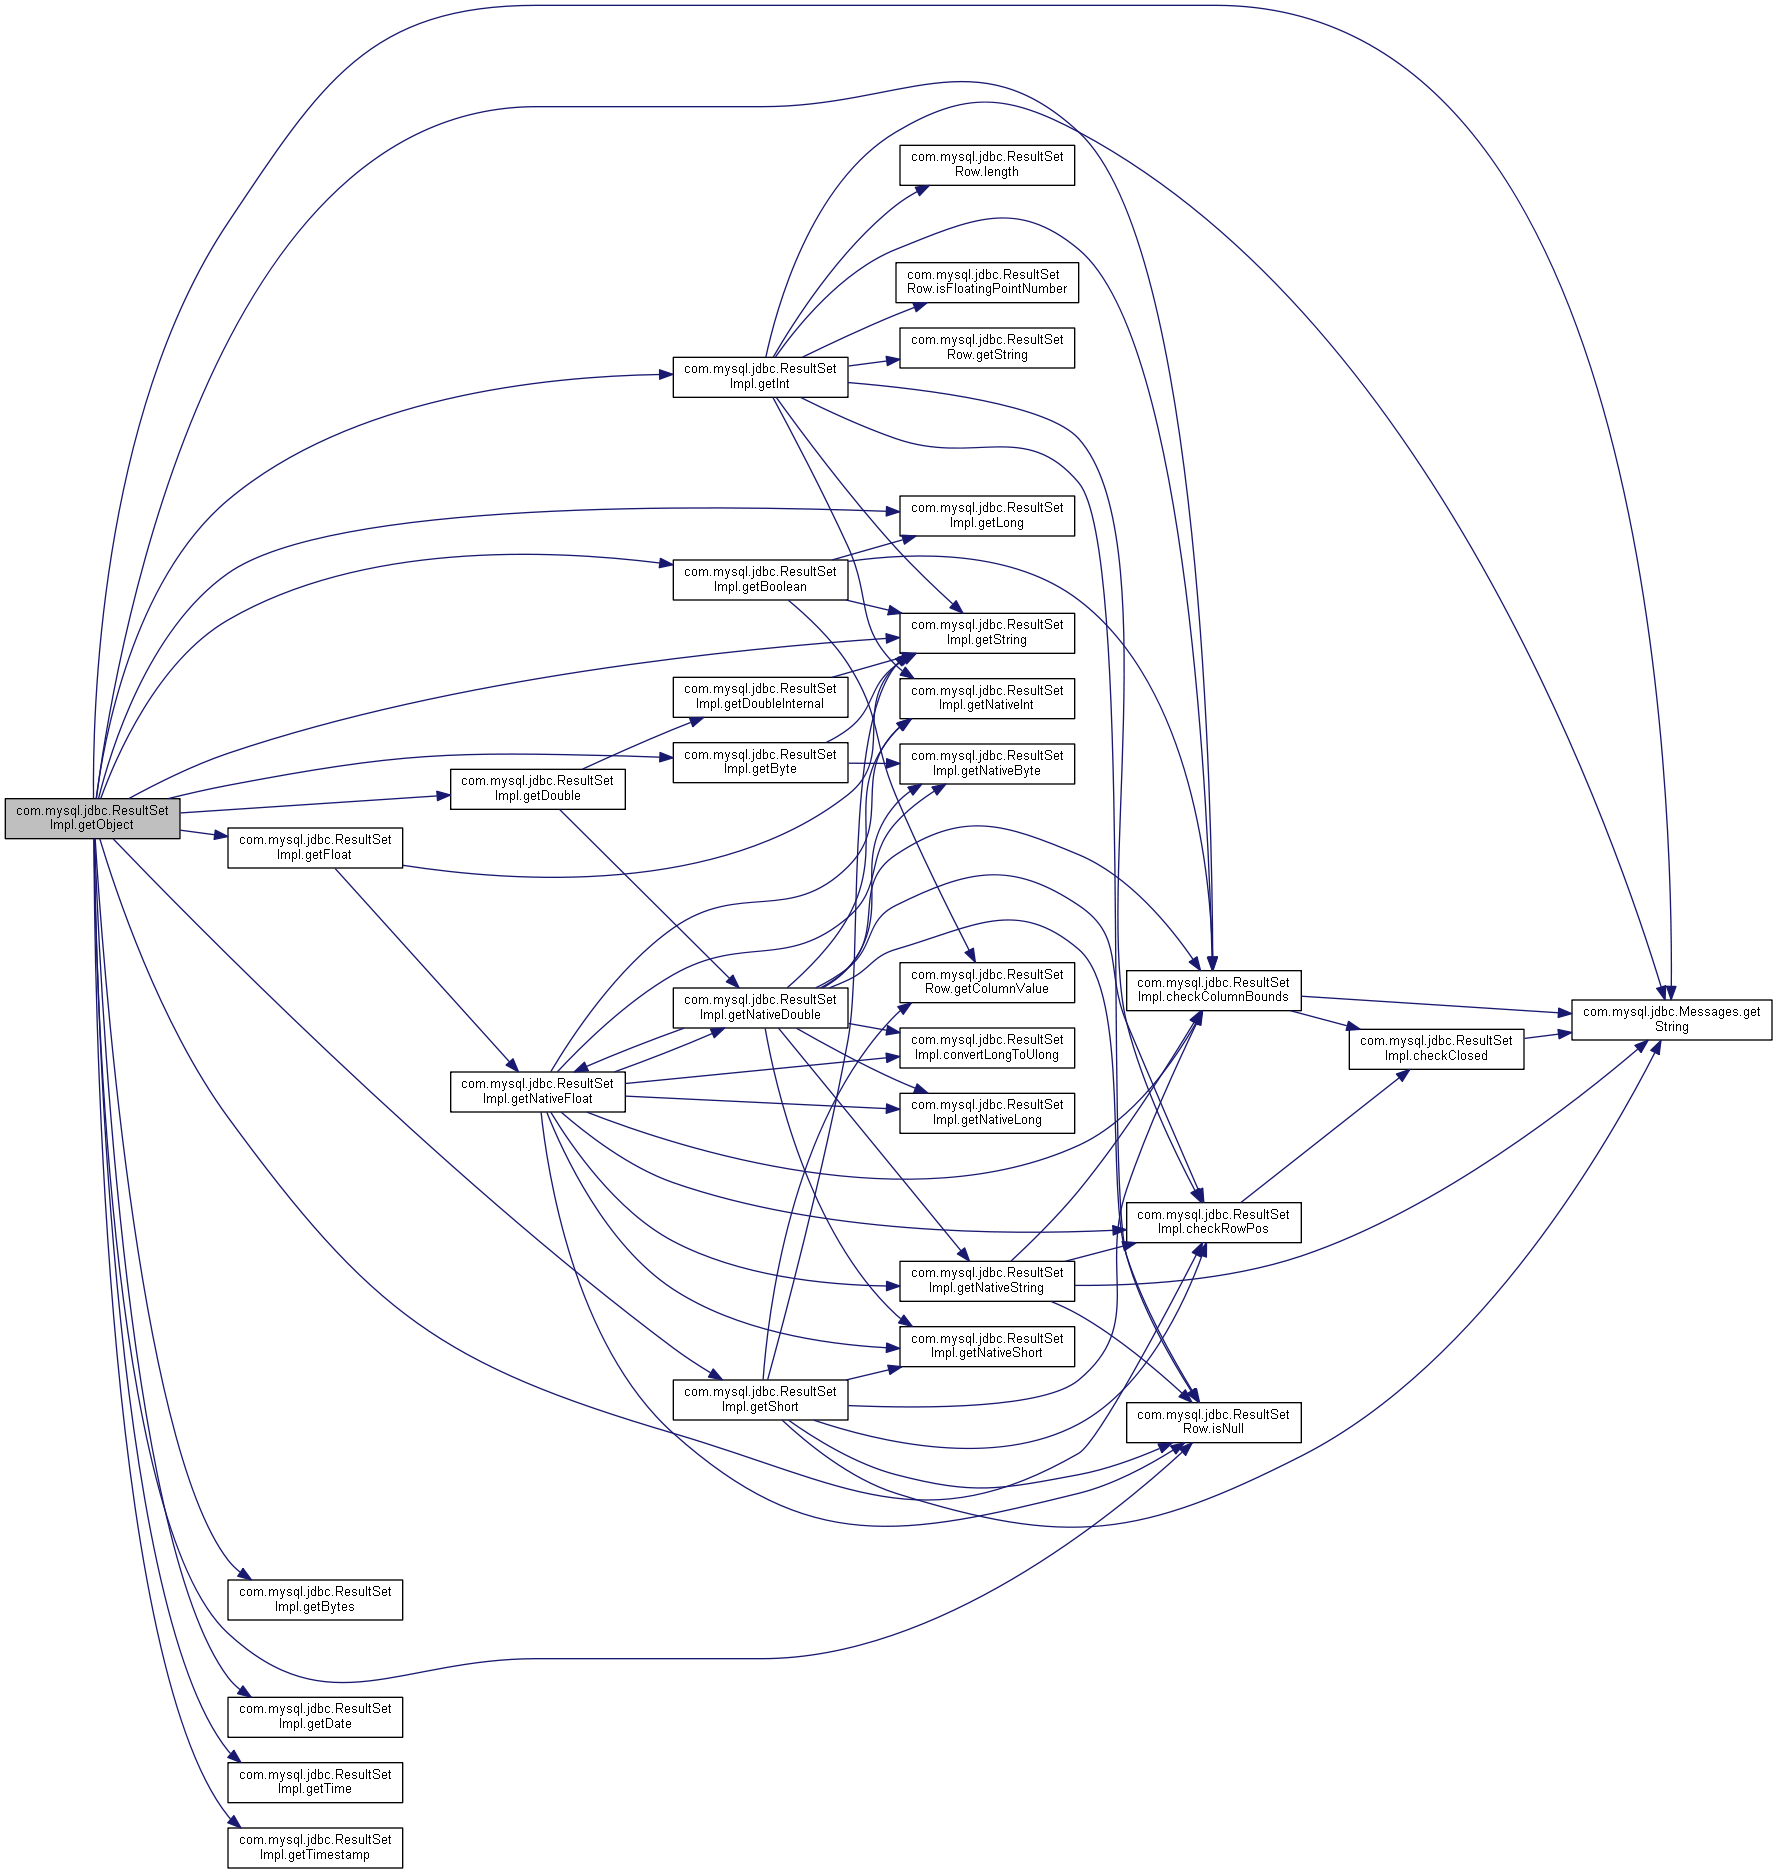 com.mysql.jdbc.ResultSet
Row.length
com.mysql.jdbc.ResultSet
Row.isFloatingPointNumber
com.mysql.jdbc.ResultSet
Row.getString
com.mysql.jdbc.ResultSet
Impl.getInt
com.mysql.jdbc.ResultSet
Impl.getLong
com.mysql.jdbc.ResultSet
Impl.getBoolean
com.mysql.jdbc.ResultSet
Impl.getString
com.mysql.jdbc.ResultSet
Impl.getDoubleInternal
com.mysql.jdbc.ResultSet
Impl.getNativeInt
com.mysql.jdbc.ResultSet
Impl.getByte
com.mysql.jdbc.ResultSet
Impl.getNativeByte
com.mysql.jdbc.ResultSet
Impl.getDouble
com.mysql.jdbc.ResultSet
Impl.getObject
com.mysql.jdbc.ResultSet
Impl.getFloat
com.mysql.jdbc.ResultSet
Row.getColumnValue
com.mysql.jdbc.ResultSet
Impl.checkColumnBounds
com.mysql.jdbc.ResultSet
Impl.getNativeDouble
com.mysql.jdbc.Messages.get
String
com.mysql.jdbc.ResultSet
Impl.convertLongToUlong
com.mysql.jdbc.ResultSet
Impl.checkClosed
com.mysql.jdbc.ResultSet
Impl.getNativeFloat
com.mysql.jdbc.ResultSet
Impl.getNativeLong
com.mysql.jdbc.ResultSet
Impl.checkRowPos
com.mysql.jdbc.ResultSet
Impl.getNativeString
com.mysql.jdbc.ResultSet
Impl.getNativeShort
com.mysql.jdbc.ResultSet
Impl.getShort
com.mysql.jdbc.ResultSet
Row.isNull
com.mysql.jdbc.ResultSet
Impl.getBytes
com.mysql.jdbc.ResultSet
Impl.getDate
com.mysql.jdbc.ResultSet
Impl.getTime
com.mysql.jdbc.ResultSet
Impl.getTimestamp